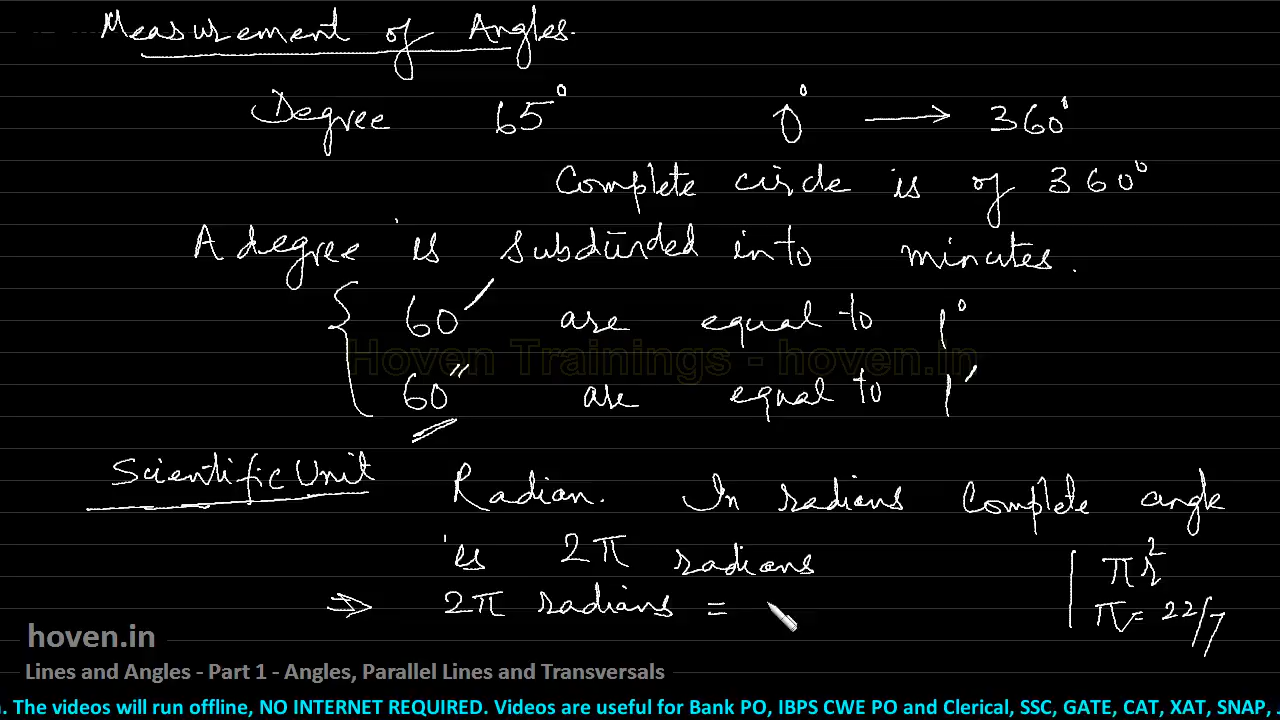 Measurement of Angles.
Degree 65° 0° → 360°
Complete circle is of 360°
A degree is subdivided into minutes.
60′ are equal to 1°
Hoven Trainings - hoven.in
60″ are equal to 1′
Scientific Unit Radian. In radians Complete angle
is 2π radians πr²
⇒ 2π radians = π = 22/7
hoven.in
Lines and Angles - Part 1 - Angles, Parallel Lines and Transversals
. The videos will run offline, NO INTERNET REQUIRED. Videos are useful for Bank PO, IBPS CWE PO and Clerical, SSC, GATE, CAT, XAT, SNAP, .